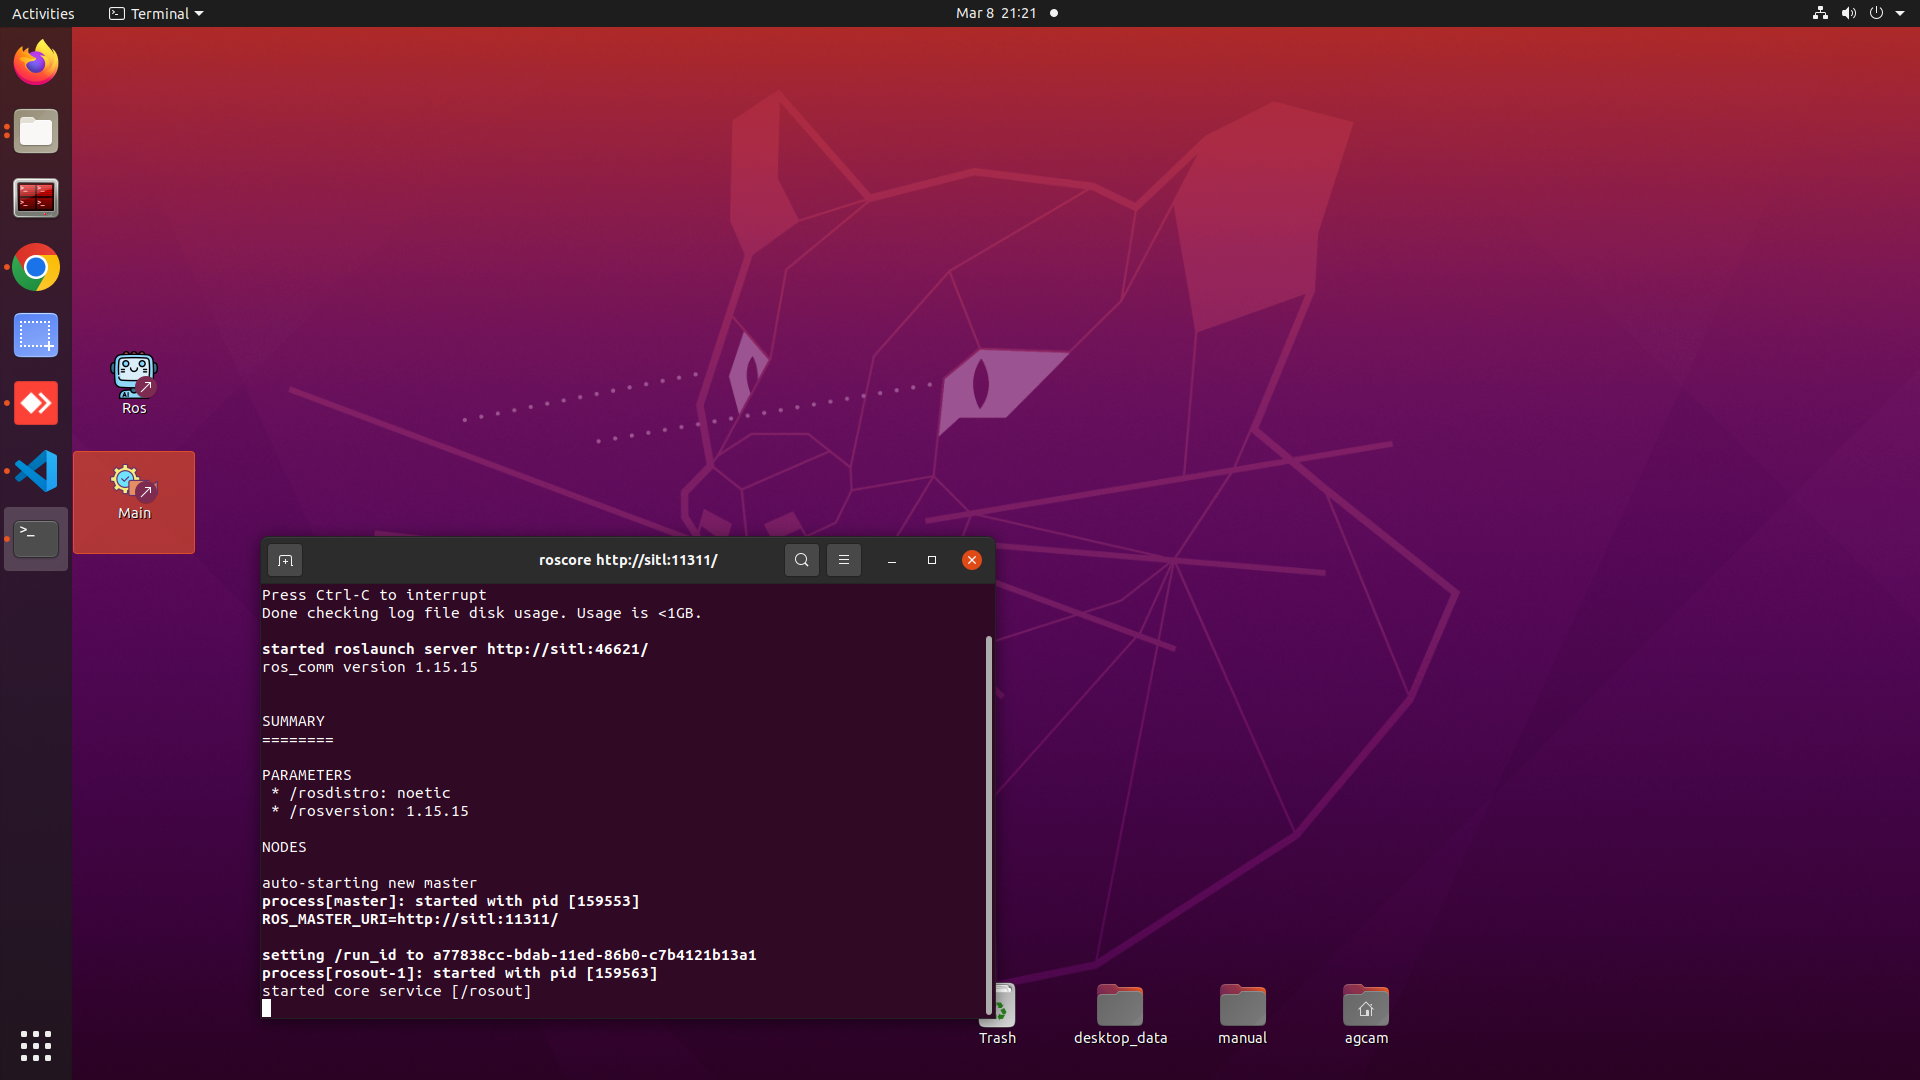 Activities
Terminal
Mar 8 21:21
Ros
Main
roscore http://sitl:11311/
Press Ctrl-C to interrupt
Done checking log file disk usage. Usage is <1GB.
started roslaunch server http://sitl:46621/
ros_comm version 1.15.15
SUMMARY
========
PARAMETERS
* /rosdistro: noetic
* /rosversion: 1.15.15
NODES
auto-starting new master
process[master]: started with pid [159553]
ROS_MASTER_URI=http://sitl:11311/
setting /run_id to a77838cc-bdab-11ed-86b0-c7b4121b13a1
process[rosout-1]: started with pid [159563]
started core service [/rosout]
Trash
desktop_data
manual
agcam